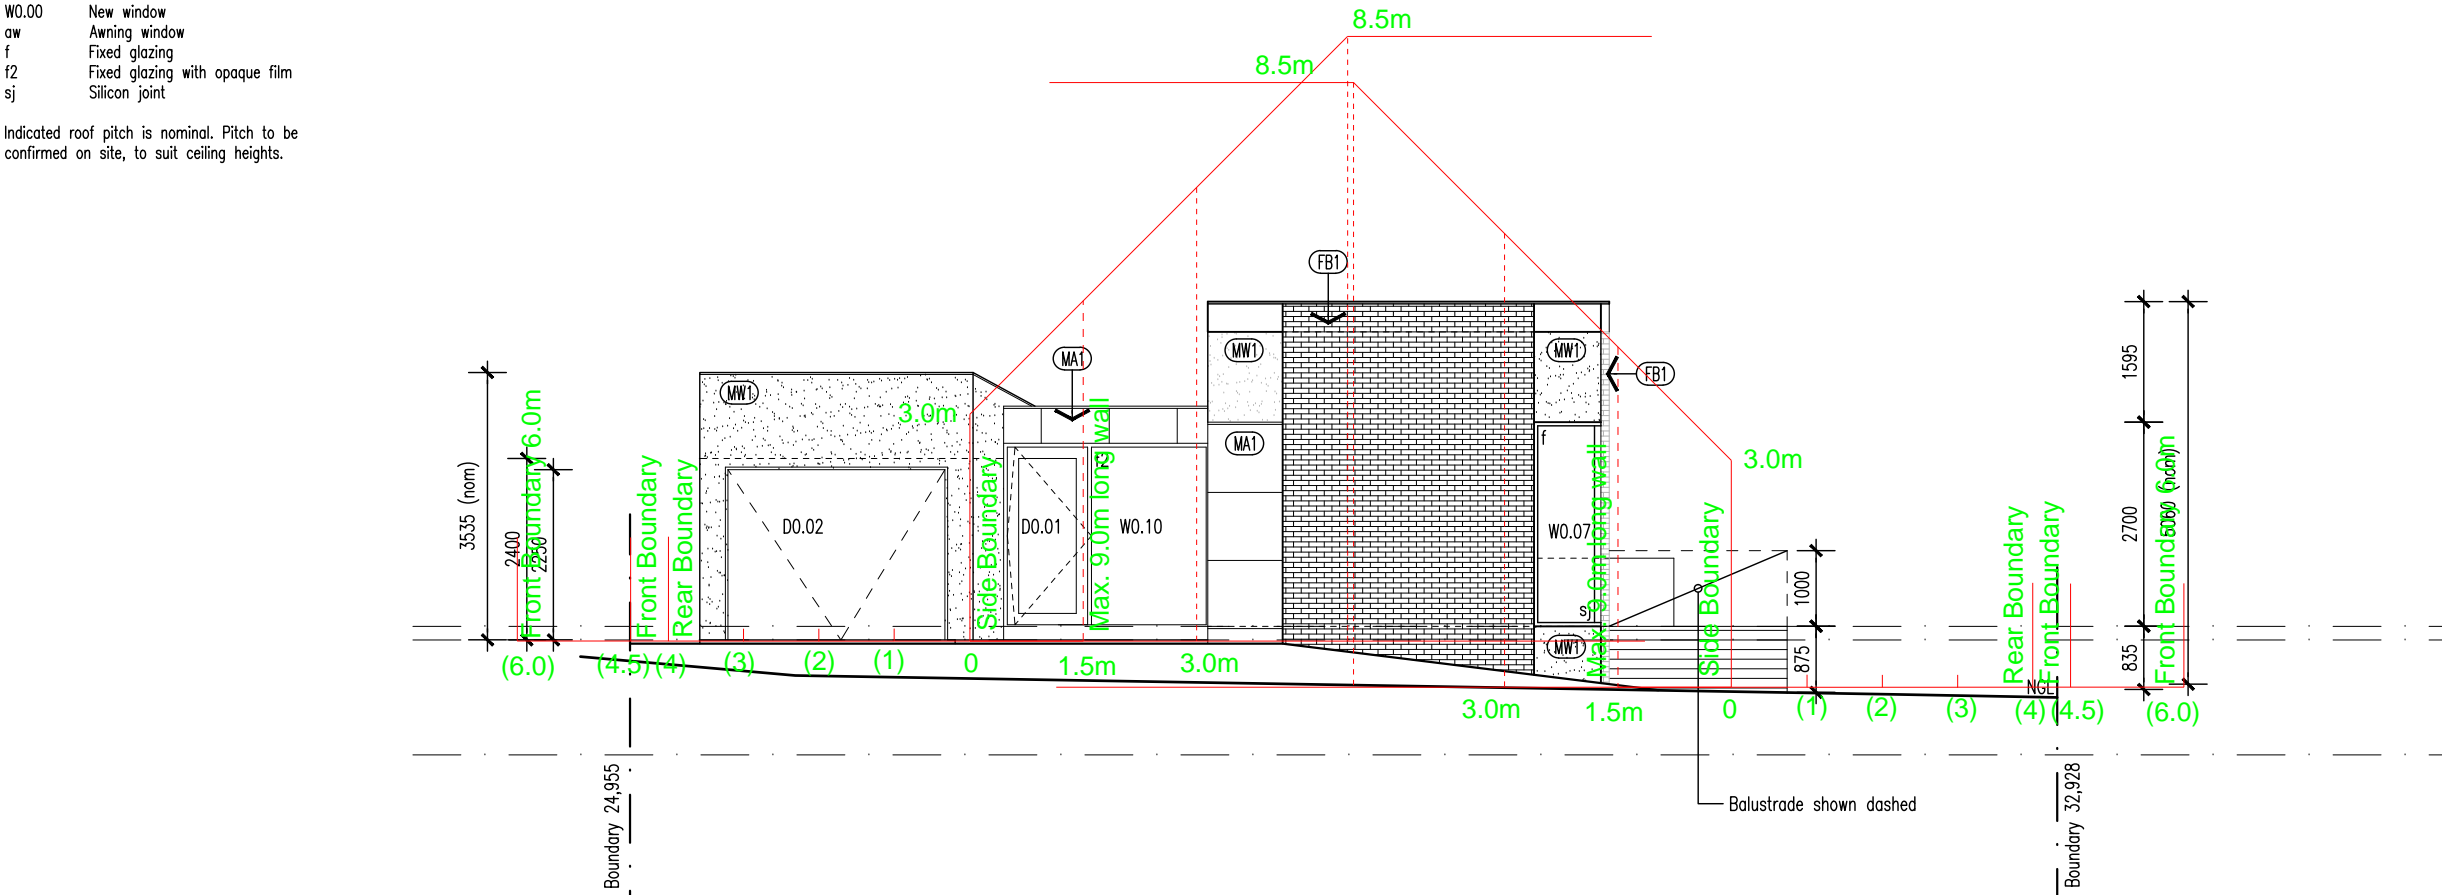 W0.00 New window
aw Awning window
f Fixed glazing
f2 Fixed glazing with opaque film
sj Silicon joint
Indicated roof pitch is nominal. Pitch to be
confirmed on site, to suit ceiling heights.
8.5m
8.5m
FB1
MA1
MW1
MW1
MW1
FB1
3.0m
MA1
3.0m
f
3535 (nom)
2400
2250
Front Boundary 6.0m
Front Boundary
Rear Boundary
D0.02
Side Boundary
D0.01
Max. 9.0m long wall
W0.10
W0.07
sj
Max. 9.0m long wall
MW1
Side Boundary
1000
875
Rear Boundary
Front Boundary
1595
2700
835
5060 (nom)
Front Boundary 6.0m
NGL
(6.0)
(4.5)
(4)
(3)
(2)
(1)
0
1.5m
3.0m
3.0m
1.5m
0
(1)
(2)
(3)
(4)
(4.5)
(6.0)
Balustrade shown dashed
Boundary 24,955
Boundary 32,928